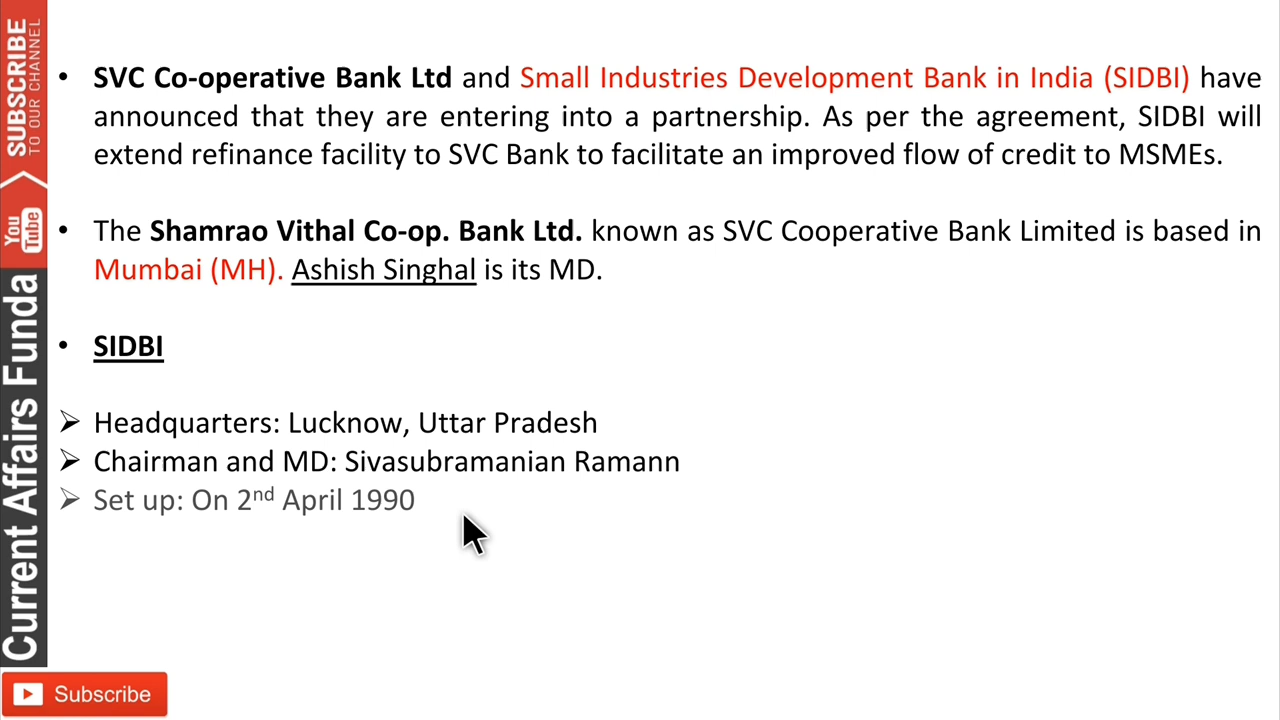 • SVC Co-operative Bank Ltd and Small Industries Development Bank in India (SIDBI) have
announced that they are entering into a partnership. As per the agreement, SIDBI will
extend refinance facility to SVC Bank to facilitate an improved flow of credit to MSMEs.
• The Shamrao Vithal Co-op. Bank Ltd. known as SVC Cooperative Bank Limited is based in
Mumbai (MH). Ashish Singhal is its MD.
• SIDBI
➢ Headquarters: Lucknow, Uttar Pradesh
➢ Chairman and MD: Sivasubramanian Ramann
➢ Set up: On 2nd April 1990
SUBSCRIBE
TO OUR CHANNEL
You
Tube
Current Affairs Funda
Subscribe